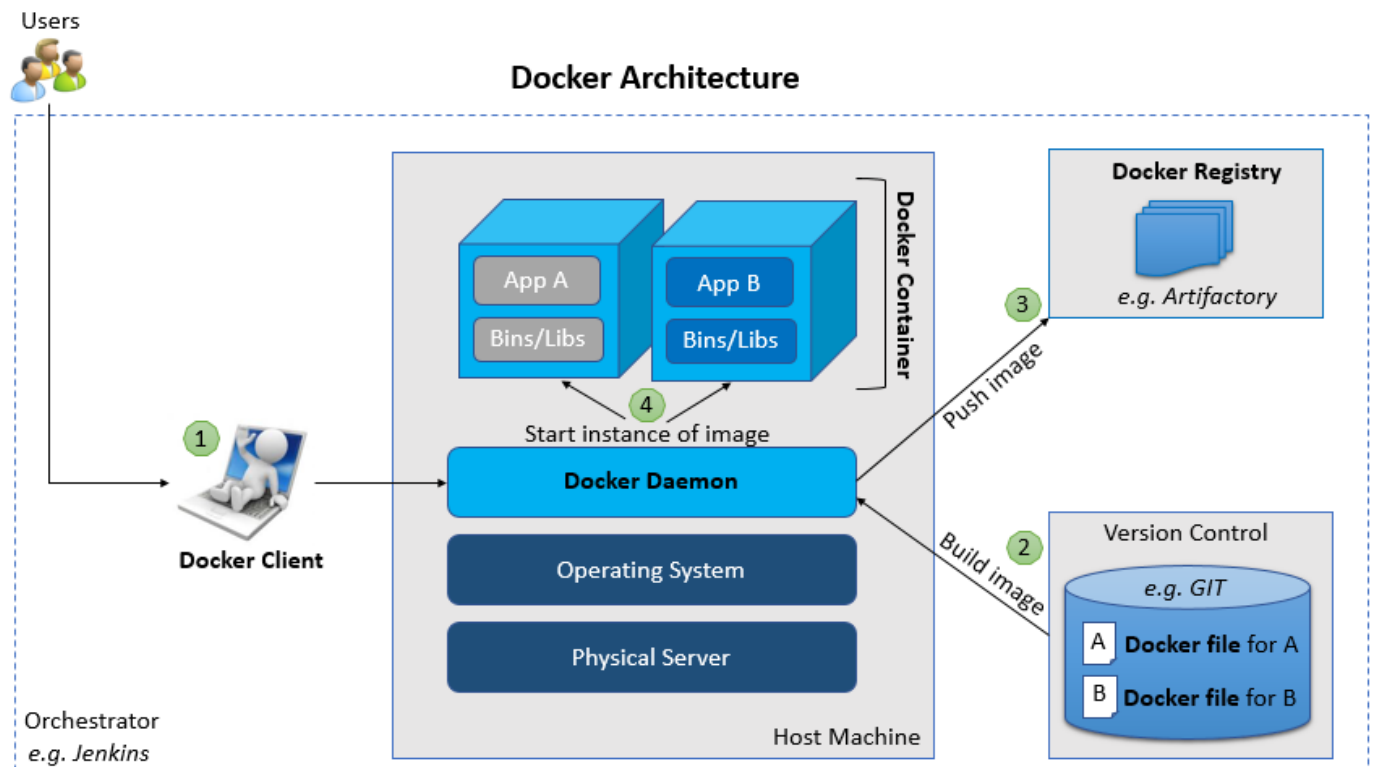 Users
Docker Architecture
Docker Registry
e.g. Artifactory
Docker Container
App A
Bins/Libs
App B
Bins/Libs
3
Push image
4
Start instance of image
1
Docker Client
Docker Daemon
Operating System
Physical Server
Host Machine
2
Build image
Version Control
e.g. GIT
A
Docker file for A
B
Docker file for B
Orchestrator
e.g. Jenkins